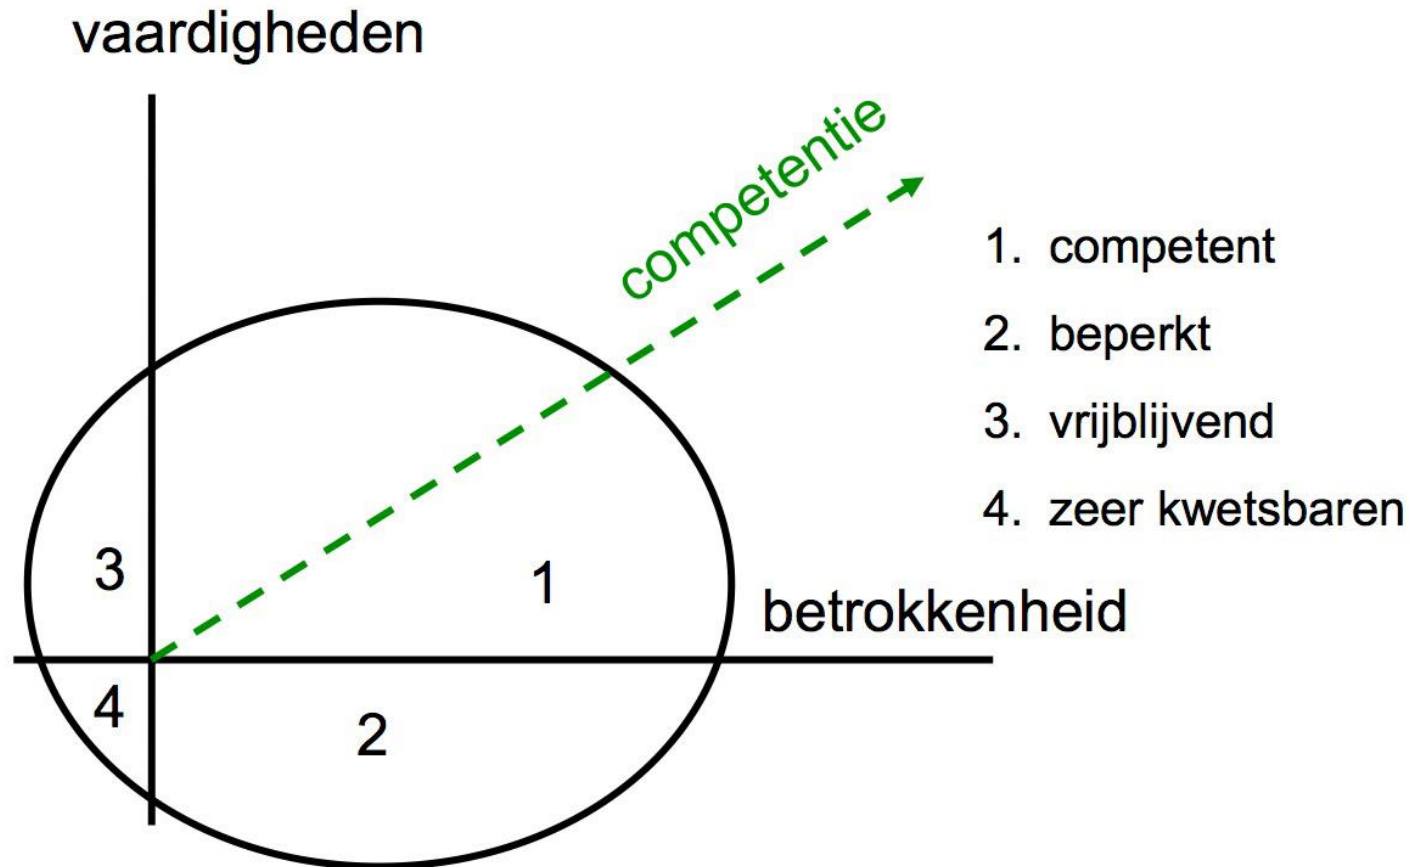 vaardigheden
competentie
1. competent
2. beperkt
3. vrijblijvend
4. zeer kwetsbaren
3
1
betrokkenheid
4
2